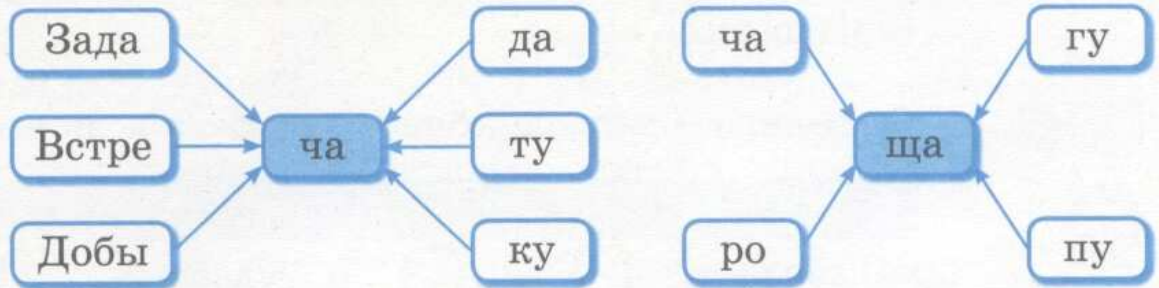 Зада да ча гу
Встре ча ту ща
Добы ку ро пу